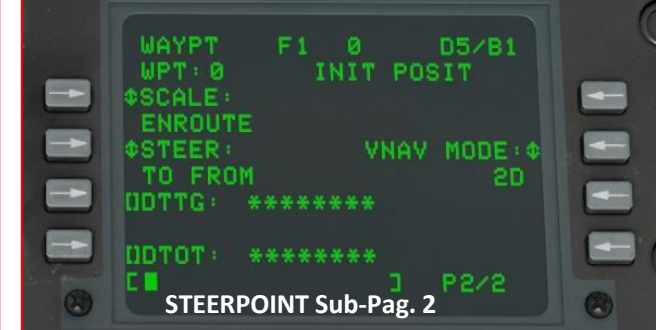 WAYPT F1 0 D5/B1
WPT:0 INIT POSIT
SCALE:
ENROUTE
STEER: VNAV MODE:
TO FROM 2D
[]DTTG: ********
[]DTOT: ********
[ ] P2/2
STEERPOINT Sub-Pag. 2